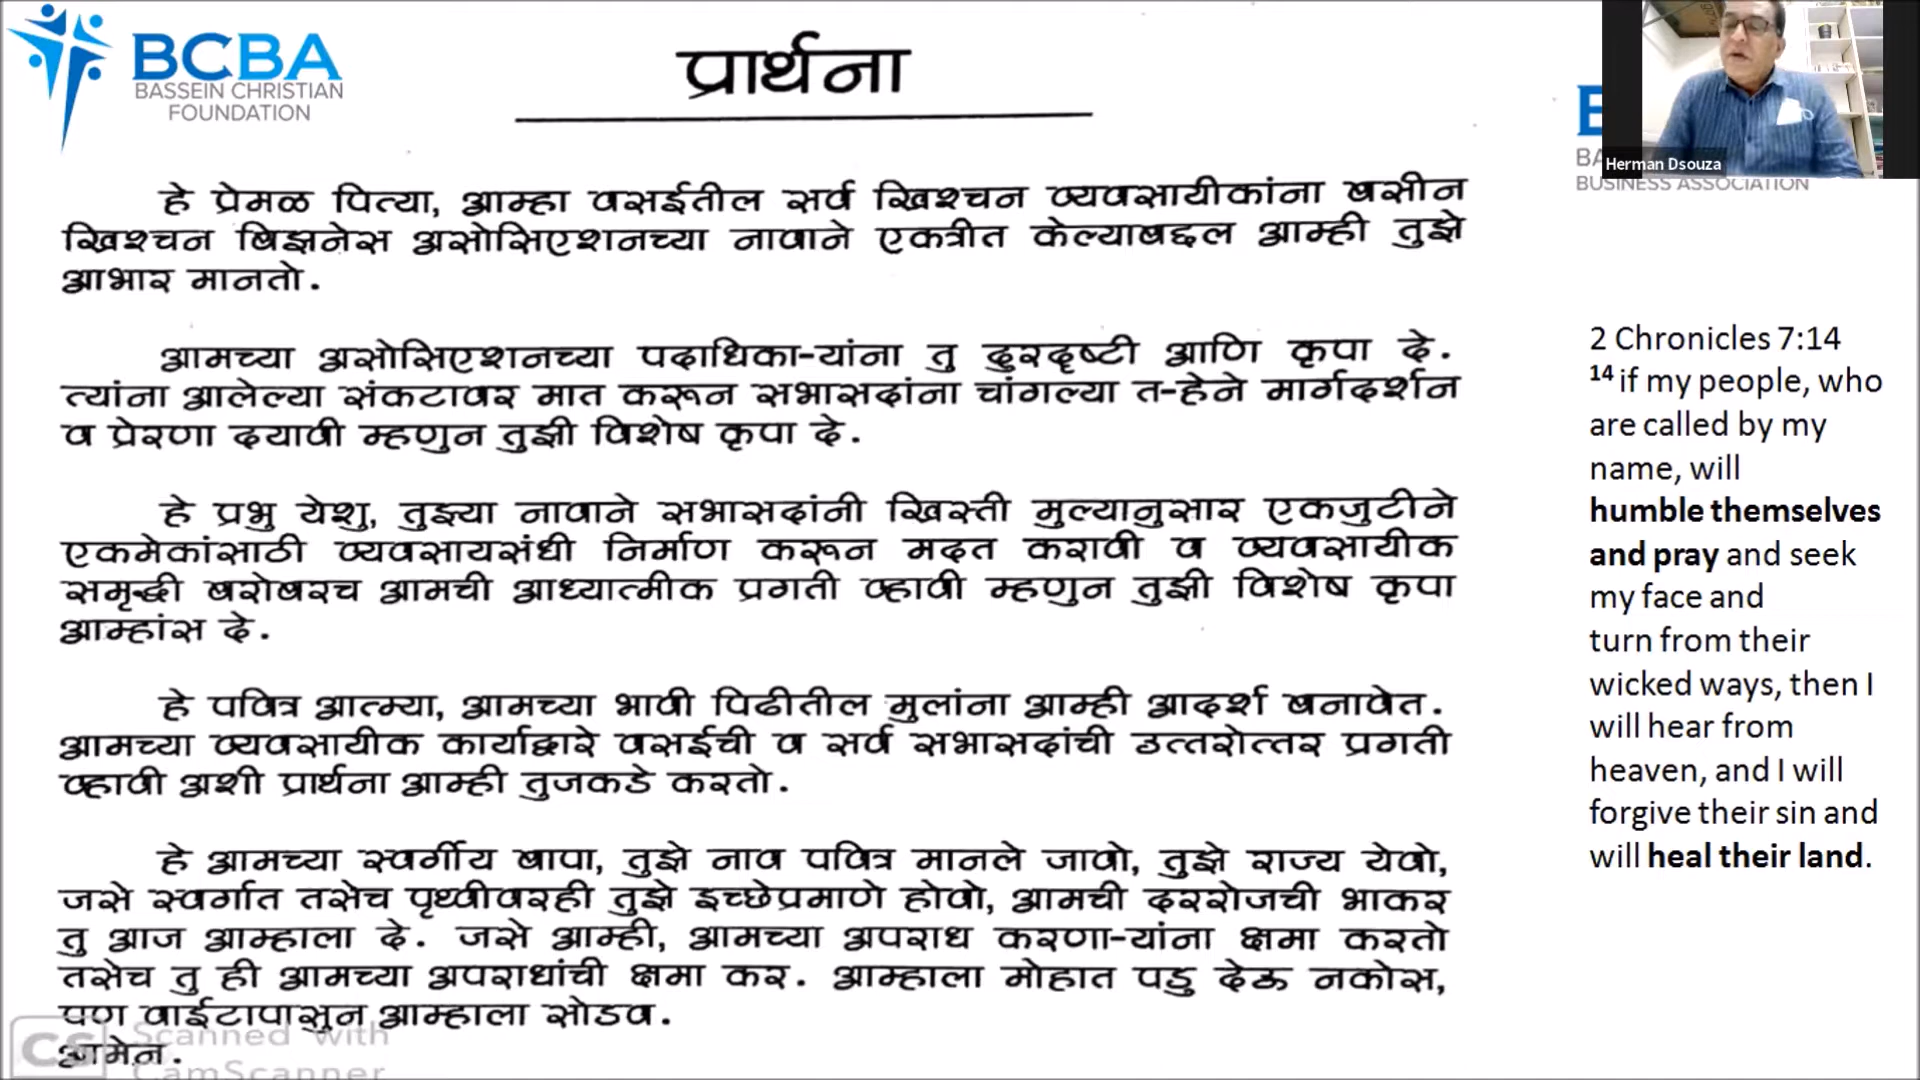 BCBA
BASSEIN CHRISTIAN
FOUNDATION
प्रार्थना
हे प्रेमळ पित्या, आम्हा वसईतील सर्व ख्रिश्चन व्यवसायीकांना बसीन
ख्रिश्चन बिझनेस असोसिएशनच्या नावाने एकत्रीत केल्याबद्दल आम्ही तुझे
आभार मानतो.
आमच्या असोसिएशनच्या पदाधिका-यांना तु दुरदृष्टी आणि कृपा दे.
त्यांना आलेल्या संकटावर मात करून सभासदांना चांगल्या त-हेने मार्गदर्शन
व प्रेरणा दयावी म्हणुन तुझी विशेष कृपा दे.
हे प्रभु येशु, तुझ्या नावाने सभासदांनी ख्रिस्ती मुल्यानुसार एकजुटीने
एकमेकांसाठी व्यवसायसंधी निर्माण करून मदत करावी व व्यवसायीक
समृद्धी बरोबरच आमची आध्यात्मीक प्रगती व्हावी म्हणुन तुझी विशेष कृपा
आम्हांस दे.
हे पवित्र आत्म्या, आमच्या भावी पिढीतील मुलांना आम्ही आदर्श बनावेत.
आमच्या व्यवसायीक कार्याद्वारे वसईची व सर्व सभासदांची उत्तरोत्तर प्रगती
व्हावी अशी प्रार्थना आम्ही तुजकडे करतो.
हे आमच्या स्वर्गीय बापा, तुझे नाव पवित्र मानले जावो, तुझे राज्य येवो,
जसे स्वर्गात तसेच पृथ्वीवरही तुझे इच्छेप्रमाणे होवो, आमची दररोजची भाकर
तु आज आम्हाला दे. जसे आम्ही, आमच्या अपराध करणा-यांना क्षमा करतो
तसेच तु ही आमच्या अपराधांची क्षमा कर. आम्हाला मोहात पडु देऊ नकोस,
पण वाईटापासुन आम्हाला सोडव.
आमेन.
CS Scanned with
CamScanner
Herman Dsouza
BUSINESS ASSOCIATION
2 Chronicles 7:14
14 if my people, who
are called by my
name, will
humble themselves
and pray and seek
my face and
turn from their
wicked ways, then I
will hear from
heaven, and I will
forgive their sin and
will heal their land.